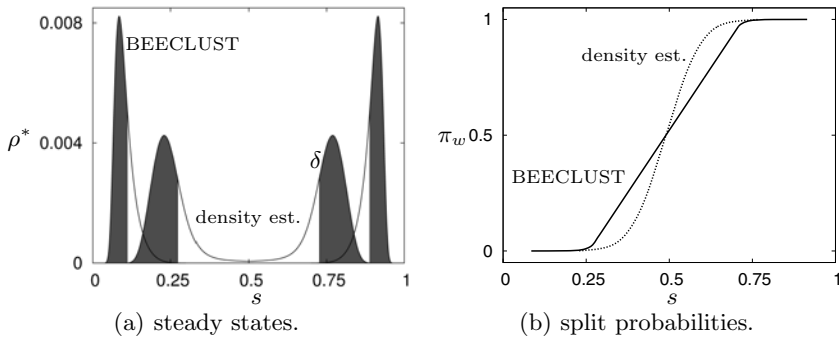 0.008
BEECLUST
0.004
ρ*
δ
density est.
0
0 0.25 0.5 0.75 1
s
(a) steady states.
1
density est.
π_w 0.5
BEECLUST
0
0 0.25 0.5 0.75 1
s
(b) split probabilities.